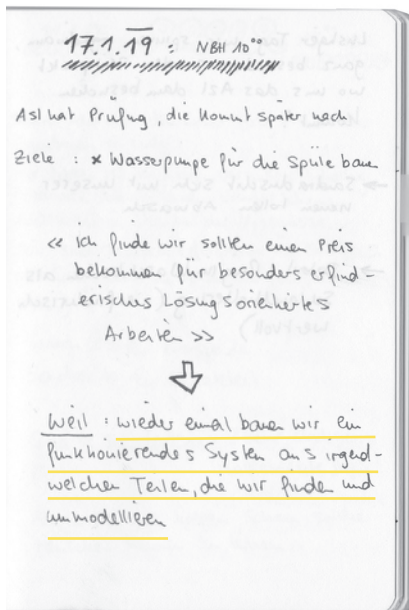 17.1.19 : NBH 10⁰⁰
Asl hat Prüfung, die kommt später nach
Ziele : × Wasserpumpe für die Spüle bauen
« Ich finde wir sollten einen Preis
bekommen für besonders erfind-
erisches Lösungsorientiertes
Arbeiten »
Weil : wieder einmal bauen wir ein
funktionierendes System aus irgend-
welchen Teilen, die wir finden und
ummodellieren